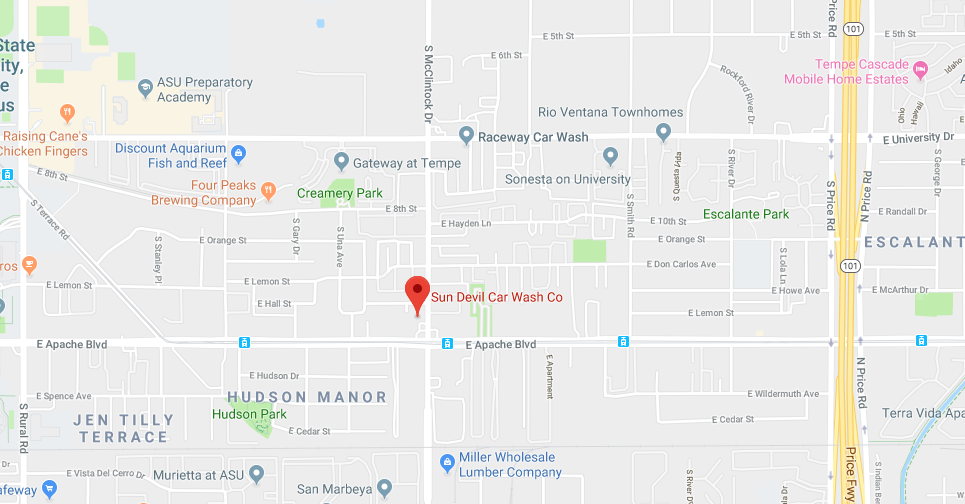 State
ity,
e
us
ASU Preparatory
Academy
Raising Cane's
Chicken Fingers
Discount Aquarium
Fish and Reef
Four Peaks
Brewing Company
Gateway at Tempe
Creamery Park
S McClintock Dr
E 5th St
E 5th St
E 5th St
E 6th St
Rockford River Dr
S Price Rd
101
Tempe Cascade
Mobile Home Estates
Idaho
Ohio
Hawaii
Rio Ventana Townhomes
Raceway Car Wash
E University Dr
Sonesta on University
S Questa Pkly
S River Dr
S Smith Rd
S George Dr
E 8th St
S Terrace Rd
E 8th St
E Hayden Ln
E 10th St
Escalante Park
S Price Rd
N Price Rd
E Randall Dr
E Orange St
S Stanley Pl
S Gary Dr
S Una Ave
E Orange St
ESCALANT
ros
E Lemon St
E Lemon St
E Don Carlos Ave
S Lola Ln
101
E Hall St
Sun Devil Car Wash Co
E Howe Ave
E McArthur Dr
E Lemon St
E Apache Blvd
E Apache Blvd
E Apartment
E Hudson Dr
E Spence Ave
HUDSON MANOR
E Wildermuth Ave
N Price Rd
S Rural Rd
JEN TILLY
TERRACE
Hudson Park
E Cedar St
E Cedar St
Terra Vida Apa
E Vista Del Cerro Dr
Murietta at ASU
Miller Wholesale
Lumber Company
Price Fwy
afeway
San Marbeya
S River D
S Indian Be